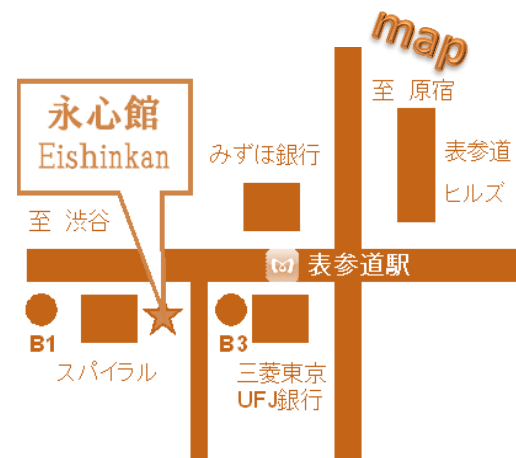 map
至 原宿
永心館
Eishinkan
みずほ銀行
表参道
ヒルズ
至 渋谷
表参道駅
B1
B3
スパイラル
三菱東京
UFJ銀行